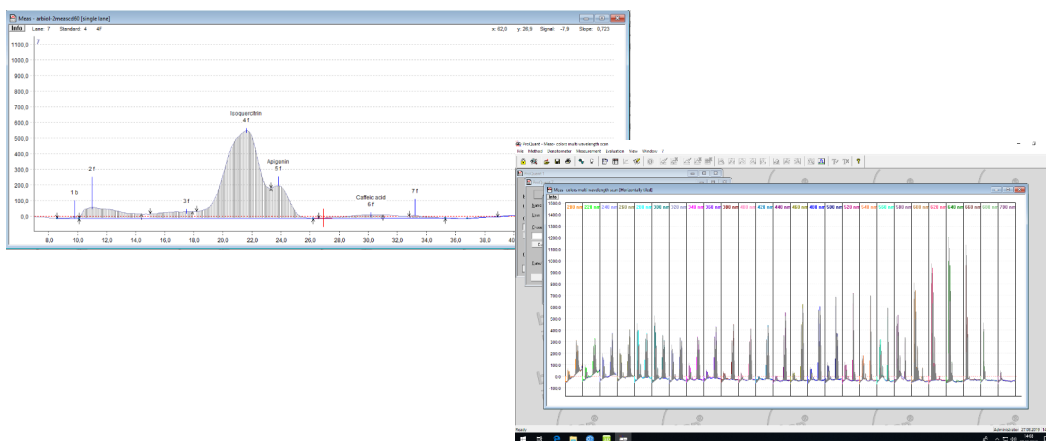 Meas - arbiol-2meascd60 [single lane]
Info Lane: 7 Standard: 4 4f x: 62,0 y: 26,9 Signal: -7,9 Slope: 0,723
7
1100,0
1000,0
900,0
800,0
700,0
600,0
500,0
400,0
300,0
200,0
100,0
0,0
Isoquercitrin
4 f
Apigenin
5 f
2 f
1 b
3 f
Caffeic acid
6 f
7 f
8,0 10,0 12,0 14,0 16,0 18,0 20,0 22,0 24,0 26,0 28,0 30,0 32,0 34,0 36,0 38,0
File Method Densitometer Measurement Evaluation View Window ?
Info
1500,0
1400,0
1300,0
1200,0
1100,0
1000,0
900,0
800,0
700,0
600,0
500,0
400,0
300,0
200,0
100,0
0,0
-100,0
200 nm 220 nm 240 nm 260 nm 280 nm 300 nm 320 nm 340 nm 360 nm 380 nm 400 nm 420 nm 440 nm 460 nm 480 nm 500 nm 520 nm 540 nm 560 nm 580 nm 600 nm 620 nm 640 nm 660 nm 680 nm 700 nm
Ready